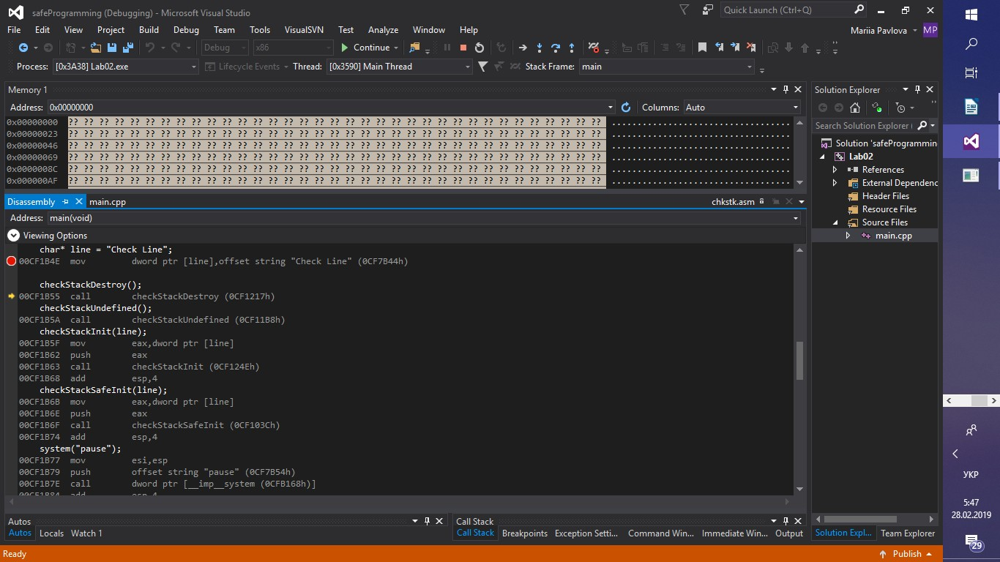 safeProgramming (Debugging) - Microsoft Visual Studio
Quick Launch (Ctrl+Q)
File Edit View Project Build Debug Team Tools VisualSVN Test Analyze Window Help
Mariia Pavlova MP
Debug x86 Continue
Process: [0x3A38] Lab02.exe Lifecycle Events Thread: [0x3590] Main Thread Stack Frame: main
Memory 1
Address: 0x00000000 Columns: Auto
0x00000000 ?? ?? ?? ?? ?? ?? ?? ?? ?? ?? ?? ?? ?? ?? ?? ?? ?? ?? ?? ?? ?? ?? ?? ?? ?? ?? ?? ?? ?? ?? ?? ?? ?? ?? ?? ...................................
0x00000023 ?? ?? ?? ?? ?? ?? ?? ?? ?? ?? ?? ?? ?? ?? ?? ?? ?? ?? ?? ?? ?? ?? ?? ?? ?? ?? ?? ?? ?? ?? ?? ?? ?? ?? ?? ...................................
0x00000046 ?? ?? ?? ?? ?? ?? ?? ?? ?? ?? ?? ?? ?? ?? ?? ?? ?? ?? ?? ?? ?? ?? ?? ?? ?? ?? ?? ?? ?? ?? ?? ?? ?? ?? ?? ...................................
0x00000069 ?? ?? ?? ?? ?? ?? ?? ?? ?? ?? ?? ?? ?? ?? ?? ?? ?? ?? ?? ?? ?? ?? ?? ?? ?? ?? ?? ?? ?? ?? ?? ?? ?? ?? ?? ...................................
0x0000008C ?? ?? ?? ?? ?? ?? ?? ?? ?? ?? ?? ?? ?? ?? ?? ?? ?? ?? ?? ?? ?? ?? ?? ?? ?? ?? ?? ?? ?? ?? ?? ?? ?? ?? ?? ...................................
0x000000AF ?? ?? ?? ?? ?? ?? ?? ?? ?? ?? ?? ?? ?? ?? ?? ?? ?? ?? ?? ?? ?? ?? ?? ?? ?? ?? ?? ?? ?? ?? ?? ?? ?? ?? ?? ...................................
Disassembly main.cpp chkstk.asm
Address: main(void)
Viewing Options
char* line = "Check Line";
00CF1B4E mov dword ptr [line],offset string "Check Line" (0CF7B44h)
checkStackDestroy();
00CF1B55 call checkStackDestroy (0CF1217h)
checkStackUndefined();
00CF1B5A call checkStackUndefined (0CF11B8h)
checkStackInit(line);
00CF1B5F mov eax,dword ptr [line]
00CF1B62 push eax
00CF1B63 call checkStackInit (0CF124Eh)
00CF1B68 add esp,4
checkStackSafeInit(line);
00CF1B6B mov eax,dword ptr [line]
00CF1B6E push eax
00CF1B6F call checkStackSafeInit (0CF103Ch)
00CF1B74 add esp,4
system("pause");
00CF1B77 mov esi,esp
00CF1B79 push offset string "pause" (0CF7B54h)
00CF1B7E call dword ptr [__imp__system (0CFB168h)]
00CF1B84 add esp,4
Autos
Autos Locals Watch 1
Call Stack
Call Stack Breakpoints Exception Setti... Command Win... Immediate Win... Output
Solution Explorer
Search Solution Explorer (
Solution 'safeProgrammin
Lab02
References
External Dependenc
Header Files
Resource Files
Source Files
main.cpp
Solution Expl... Team Explorer
Ready
Publish
УКР
5:47
28.02.2019
29